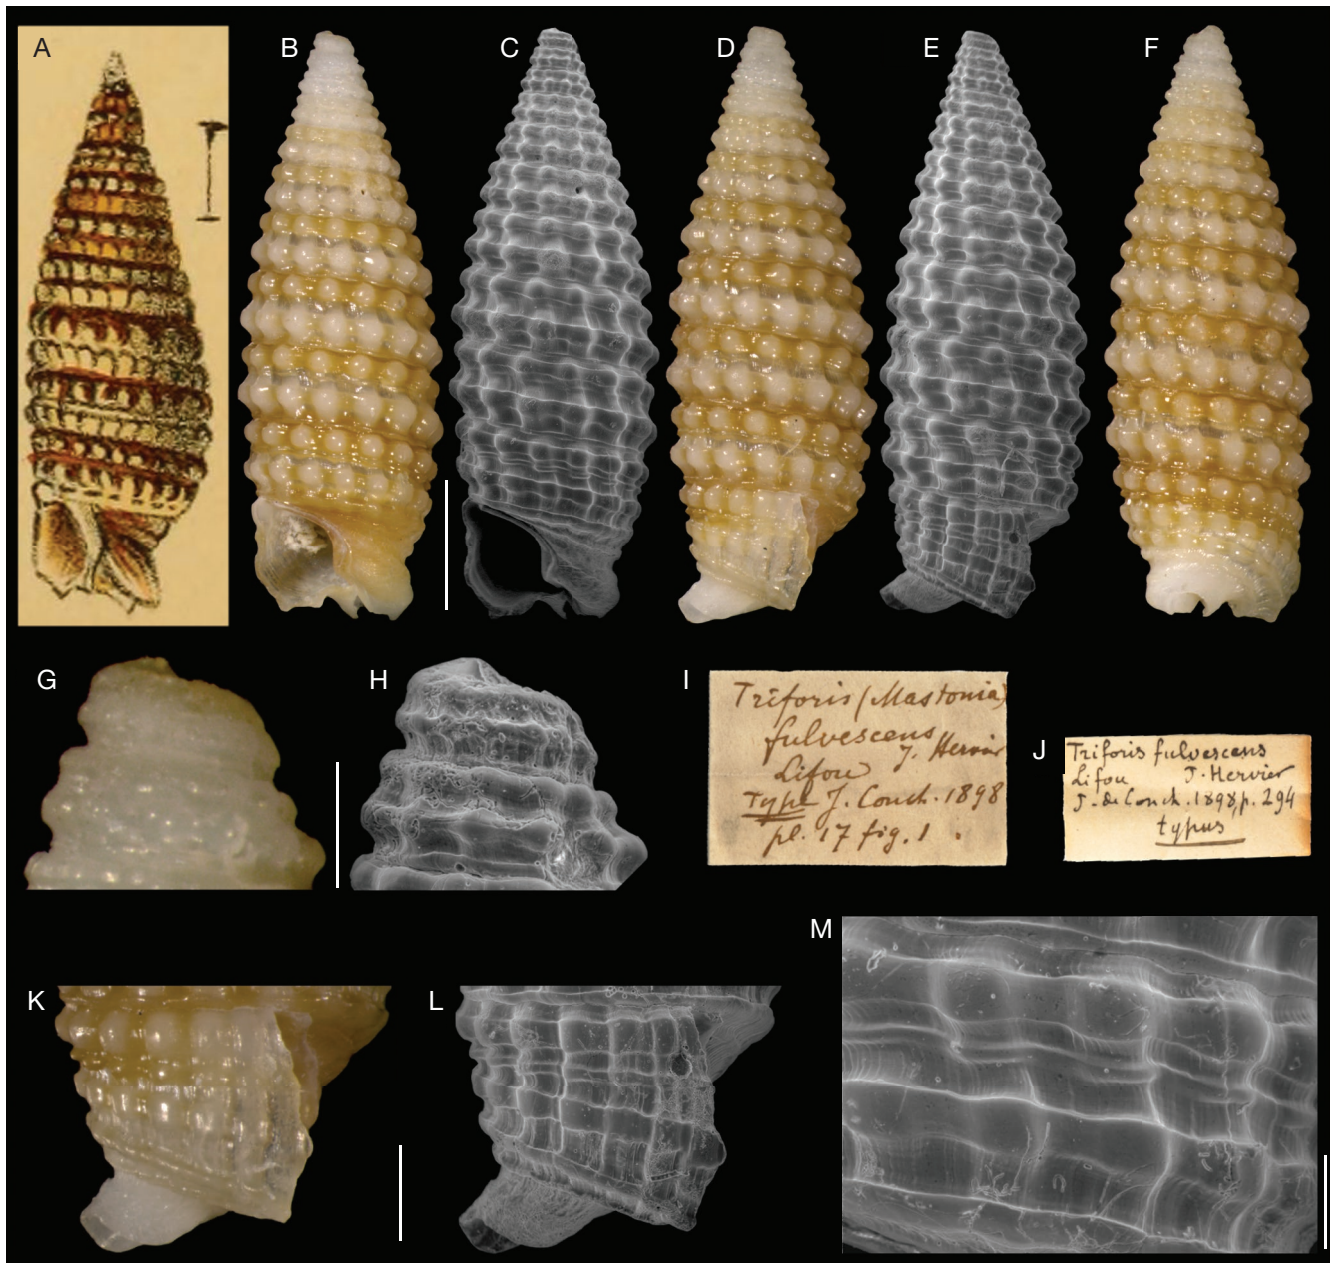 A
B
C
D
E
F
G
H
I
Triforis (Mastonia)
fulvescens
J. Hervier
Lifou
Type J. Conch. 1898
pl. 17 fig. 1.
J
Triforis fulvescens
Lifou J. Hervier
J. de Conch. 1898, p. 294
typus
K
L
M